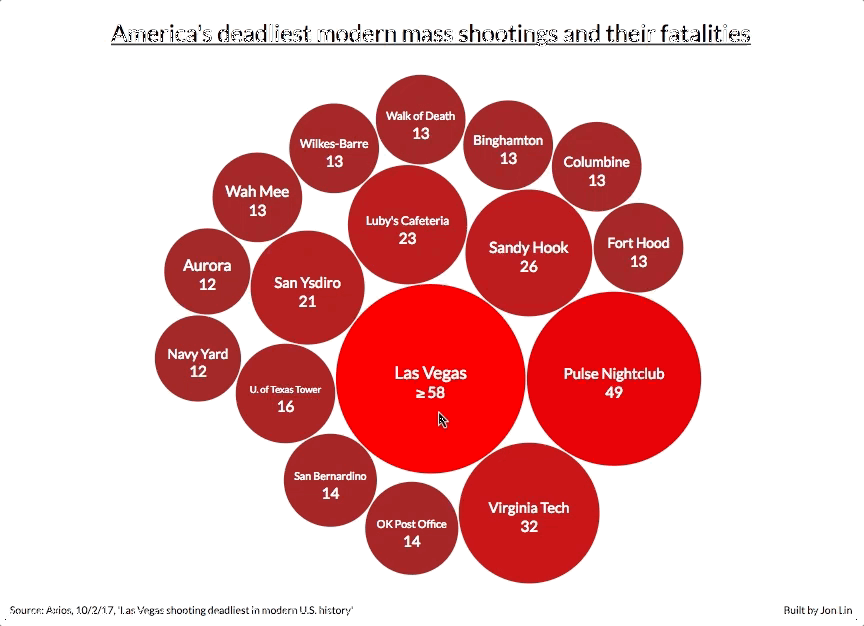 America's deadliest modern mass shootings and their fatalities
Walk of Death
13
Wilkes-Barre
13
Binghamton
13
Columbine
13
Wah Mee
13
Luby's Cafeteria
23
Sandy Hook
26
Fort Hood
13
Aurora
12
San Ysdiro
21
Navy Yard
12
Las Vegas
≥58
Pulse Nightclub
49
U. of Texas Tower
16
San Bernardino
14
OK Post Office
14
Virginia Tech
32
Source: Axios, 10/2/17, 'Las Vegas shooting deadliest in modern U.S. history'
Built by Jon Lin